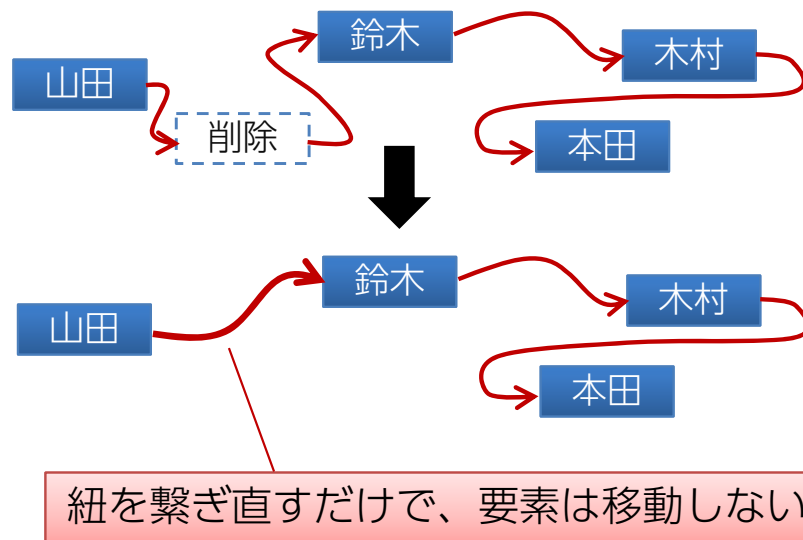 鈴木
木村
山田
削除
本田
鈴木
木村
山田
本田
紐を繋ぎ直すだけで、要素は移動しない